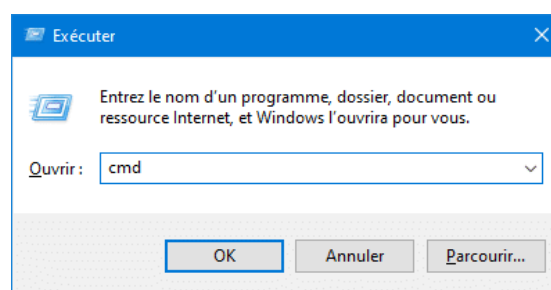 Exécuter
Entrez le nom d'un programme, dossier, document ou
ressource Internet, et Windows l'ouvrira pour vous.
Ouvrir : cmd
OK Annuler Parcourir...